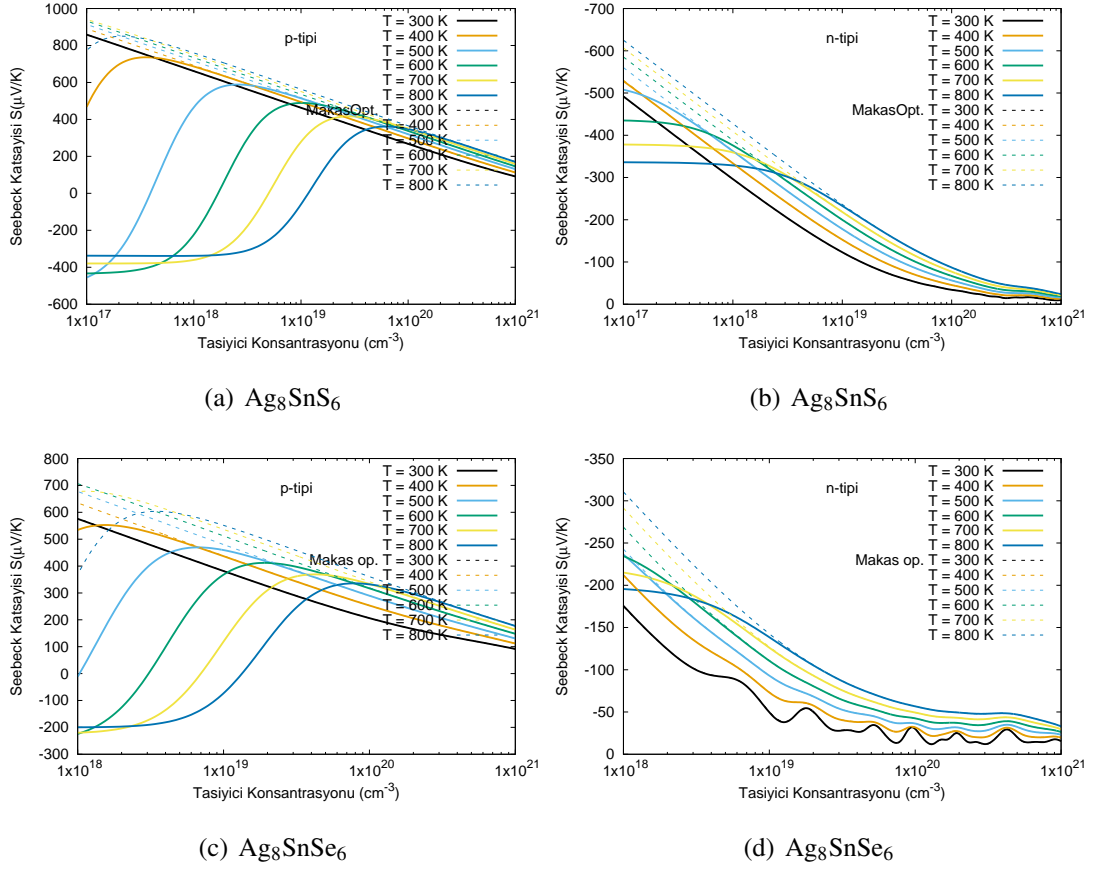 1000
800
600
400
200
0
-200
-400
-600
1x10^17 1x10^18 1x10^19 1x10^20 1x10^21
Seebeck Katsayisi S(μV/K)
Tasiyici Konsantrasyonu (cm^-3)
p-tipi
T = 300 K
T = 400 K
T = 500 K
T = 600 K
T = 700 K
T = 800 K
MakasOpt.
T = 300 K
T = 400 K
T = 500 K
T = 600 K
T = 700 K
T = 800 K
(a) Ag₈SnS₆
-700
-600
-500
-400
-300
-200
-100
0
1x10^17 1x10^18 1x10^19 1x10^20 1x10^21
Seebeck Katsayisi S(μV/K)
Tasiyici Konsantrasyonu (cm^-3)
n-tipi
T = 300 K
T = 400 K
T = 500 K
T = 600 K
T = 700 K
T = 800 K
MakasOpt.
T = 300 K
T = 400 K
T = 500 K
T = 600 K
T = 700 K
T = 800 K
(b) Ag₈SnS₆
800
700
600
500
400
300
200
100
0
-100
-200
-300
1x10^18 1x10^19 1x10^20 1x10^21
Seebeck Katsayisi S(μV/K)
Tasiyici Konsantrasyonu (cm^-3)
p-tipi
T = 300 K
T = 400 K
T = 500 K
T = 600 K
T = 700 K
T = 800 K
Makas op.
T = 300 K
T = 400 K
T = 500 K
T = 600 K
T = 700 K
T = 800 K
(c) Ag₈SnSe₆
-350
-300
-250
-200
-150
-100
-50
0
1x10^18 1x10^19 1x10^20 1x10^21
Seebeck Katsayisi S(μV/K)
Tasiyici Konsantrasyonu (cm^-3)
n-tipi
T = 300 K
T = 400 K
T = 500 K
T = 600 K
T = 700 K
T = 800 K
Makas op.
T = 300 K
T = 400 K
T = 500 K
T = 600 K
T = 700 K
T = 800 K
(d) Ag₈SnSe₆